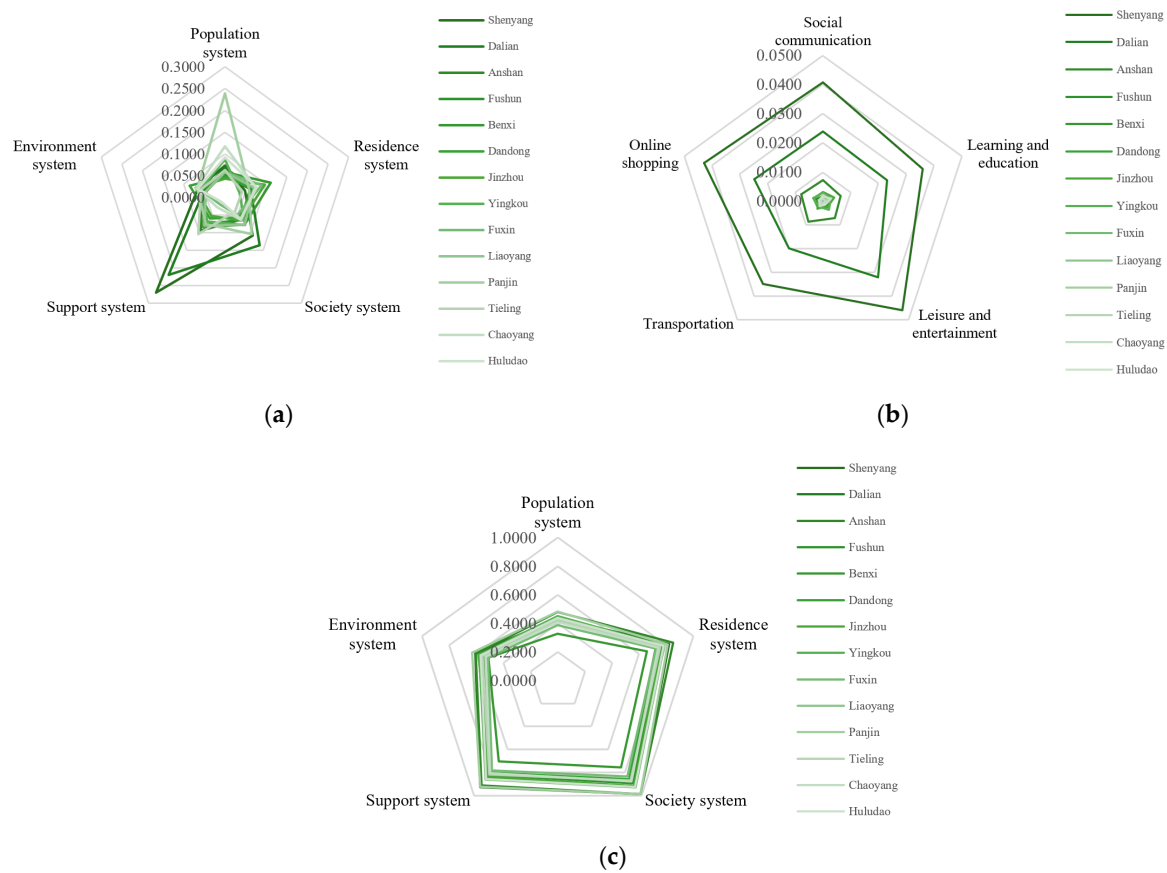 Population
system
0.3000
0.2500
0.2000
0.1500
0.1000
0.0500
0.0000
Environment
system
Residence
system
Support system
Society system
Shenyang
Dalian
Anshan
Fushun
Benxi
Dandong
Jinzhou
Yingkou
Fuxin
Liaoyang
Panjin
Tieling
Chaoyang
Huludao
(a)
Social
communication
0.0500
0.0400
0.0300
0.0200
0.0100
0.0000
Online
shopping
Learning and
education
Transportation
Leisure and
entertainment
Shenyang
Dalian
Anshan
Fushun
Benxi
Dandong
Jinzhou
Yingkou
Fuxin
Liaoyang
Panjin
Tieling
Chaoyang
Huludao
(b)
Population
system
1.0000
0.8000
0.6000
0.4000
0.2000
0.0000
Environment
system
Residence
system
Support system
Society system
Shenyang
Dalian
Anshan
Fushun
Benxi
Dandong
Jinzhou
Yingkou
Fuxin
Liaoyang
Panjin
Tieling
Chaoyang
Huludao
(c)